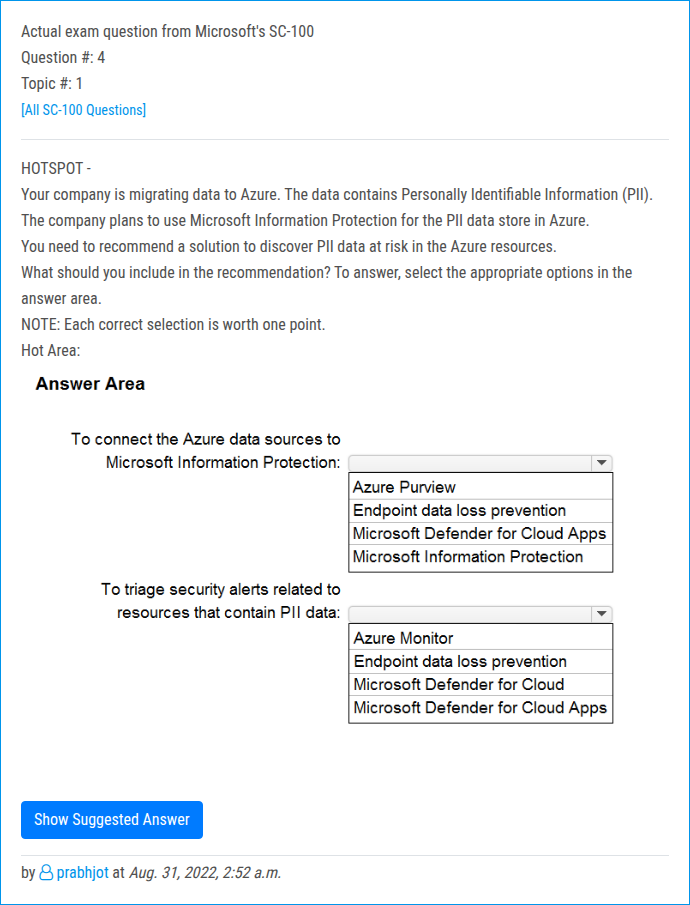 Actual exam question from Microsoft's SC-100
Question #: 4
Topic #: 1
[All SC-100 Questions]
HOTSPOT -
Your company is migrating data to Azure. The data contains Personally Identifiable Information (PII).
The company plans to use Microsoft Information Protection for the PII data store in Azure.
You need to recommend a solution to discover PII data at risk in the Azure resources.
What should you include in the recommendation? To answer, select the appropriate options in the
answer area.
NOTE: Each correct selection is worth one point.
Hot Area:
Answer Area
To connect the Azure data sources to
Microsoft Information Protection:
Azure Purview
Endpoint data loss prevention
Microsoft Defender for Cloud Apps
Microsoft Information Protection
To triage security alerts related to
resources that contain PII data:
Azure Monitor
Endpoint data loss prevention
Microsoft Defender for Cloud
Microsoft Defender for Cloud Apps
Show Suggested Answer
by prabhjot at Aug. 31, 2022, 2:52 a.m.